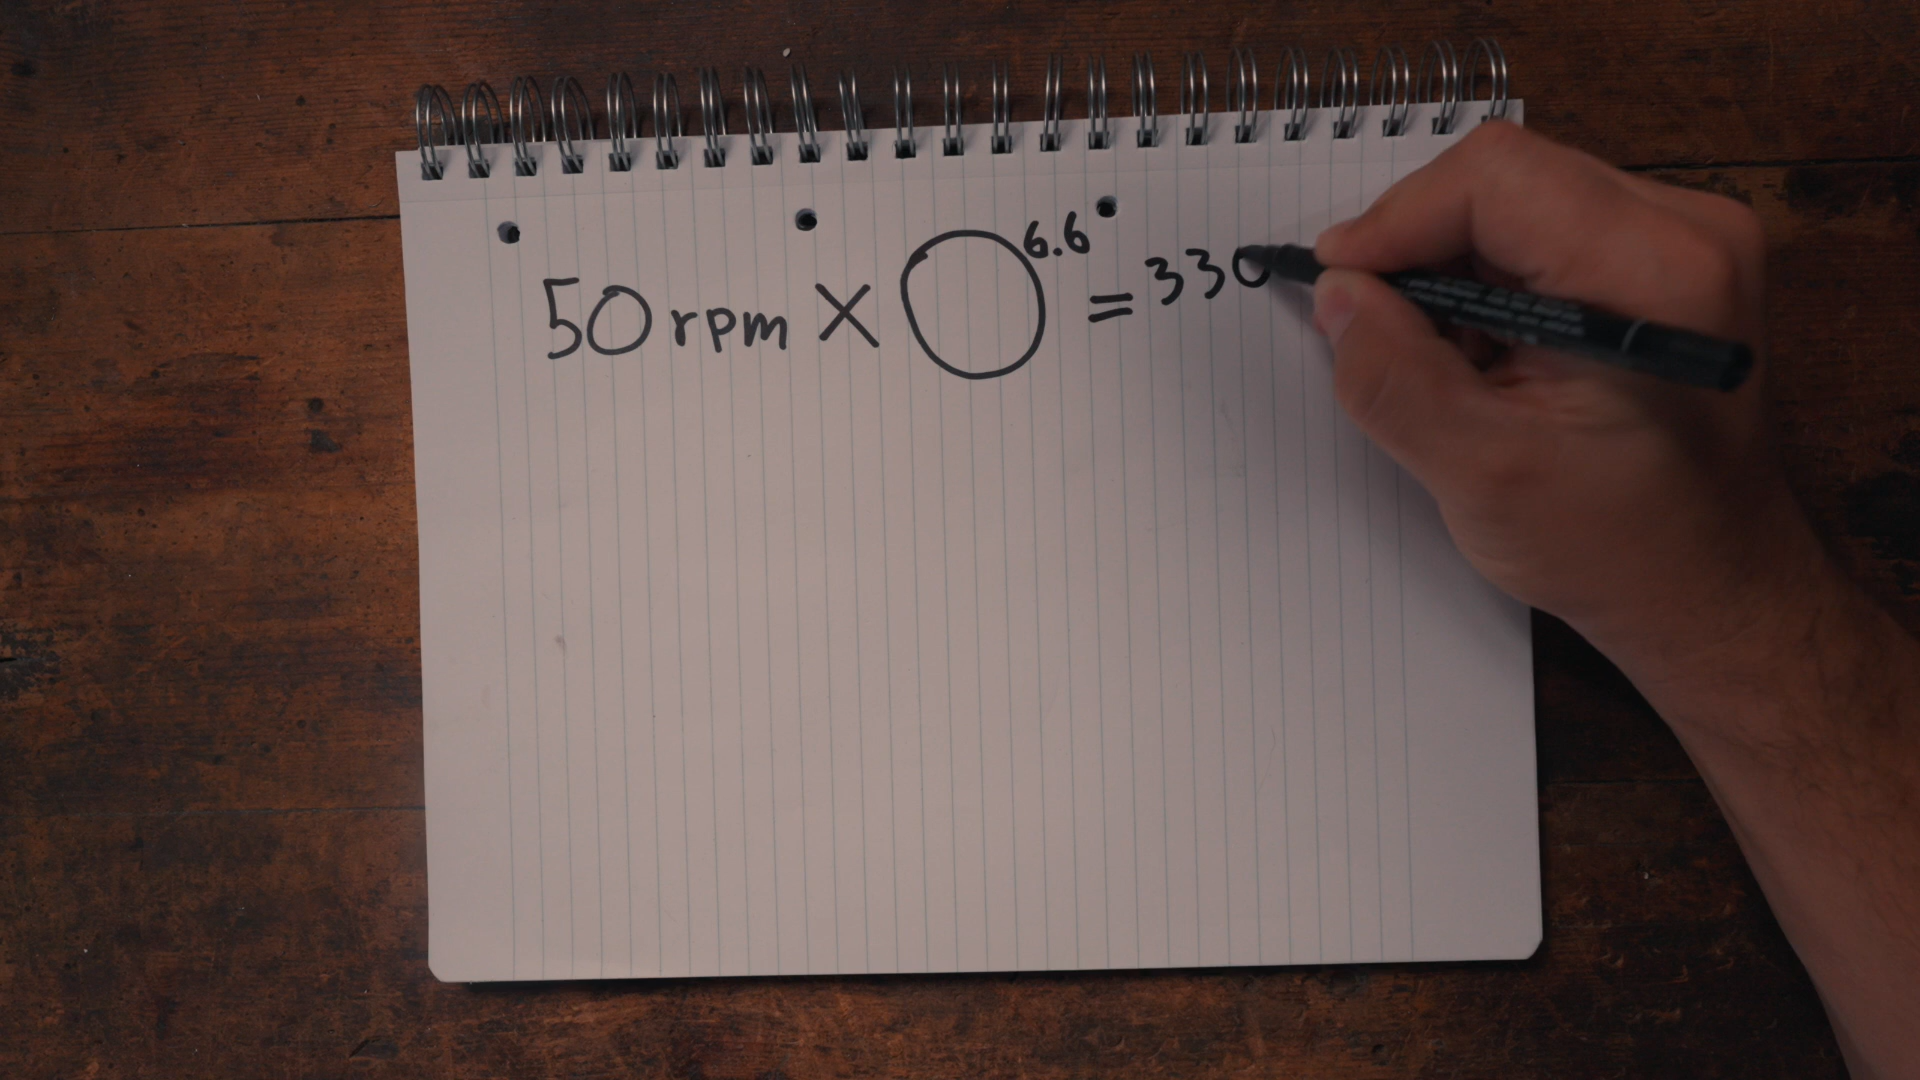 50 rpm × ◯ 6.6 = 330